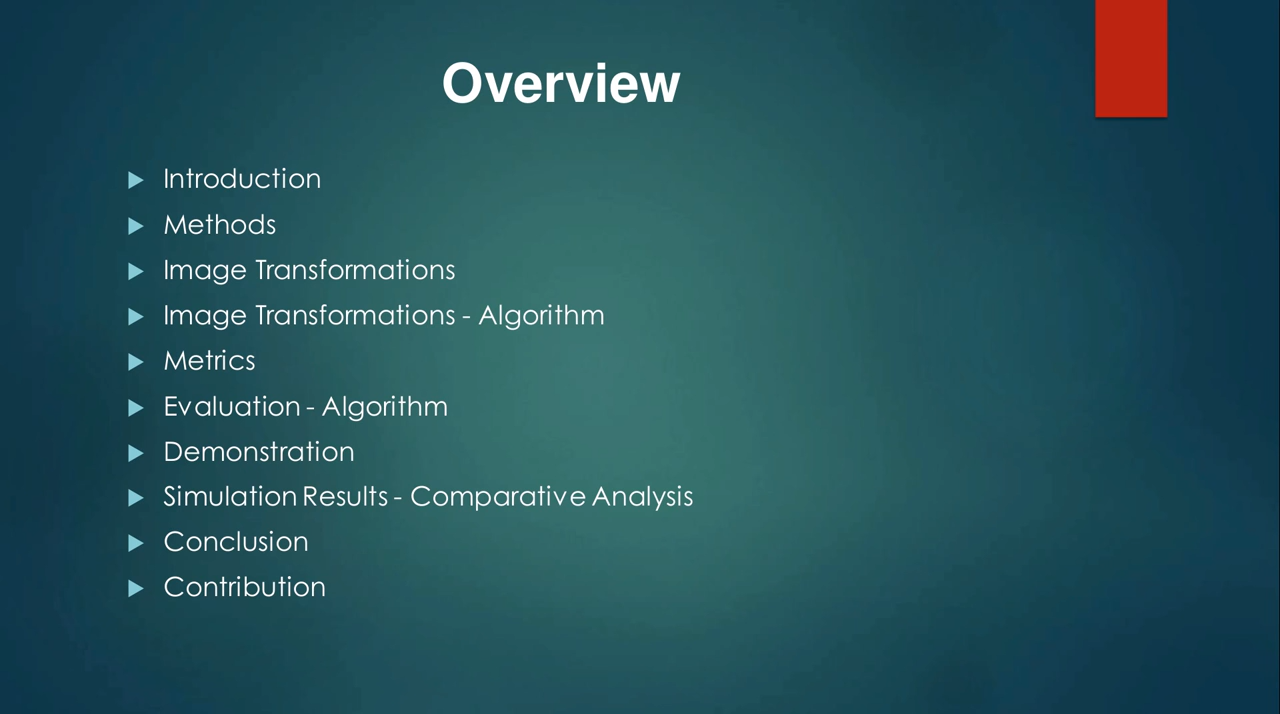 Overview
Introduction
Methods
Image Transformations
Image Transformations - Algorithm
Metrics
Evaluation - Algorithm
Demonstration
Simulation Results - Comparative Analysis
Conclusion
Contribution